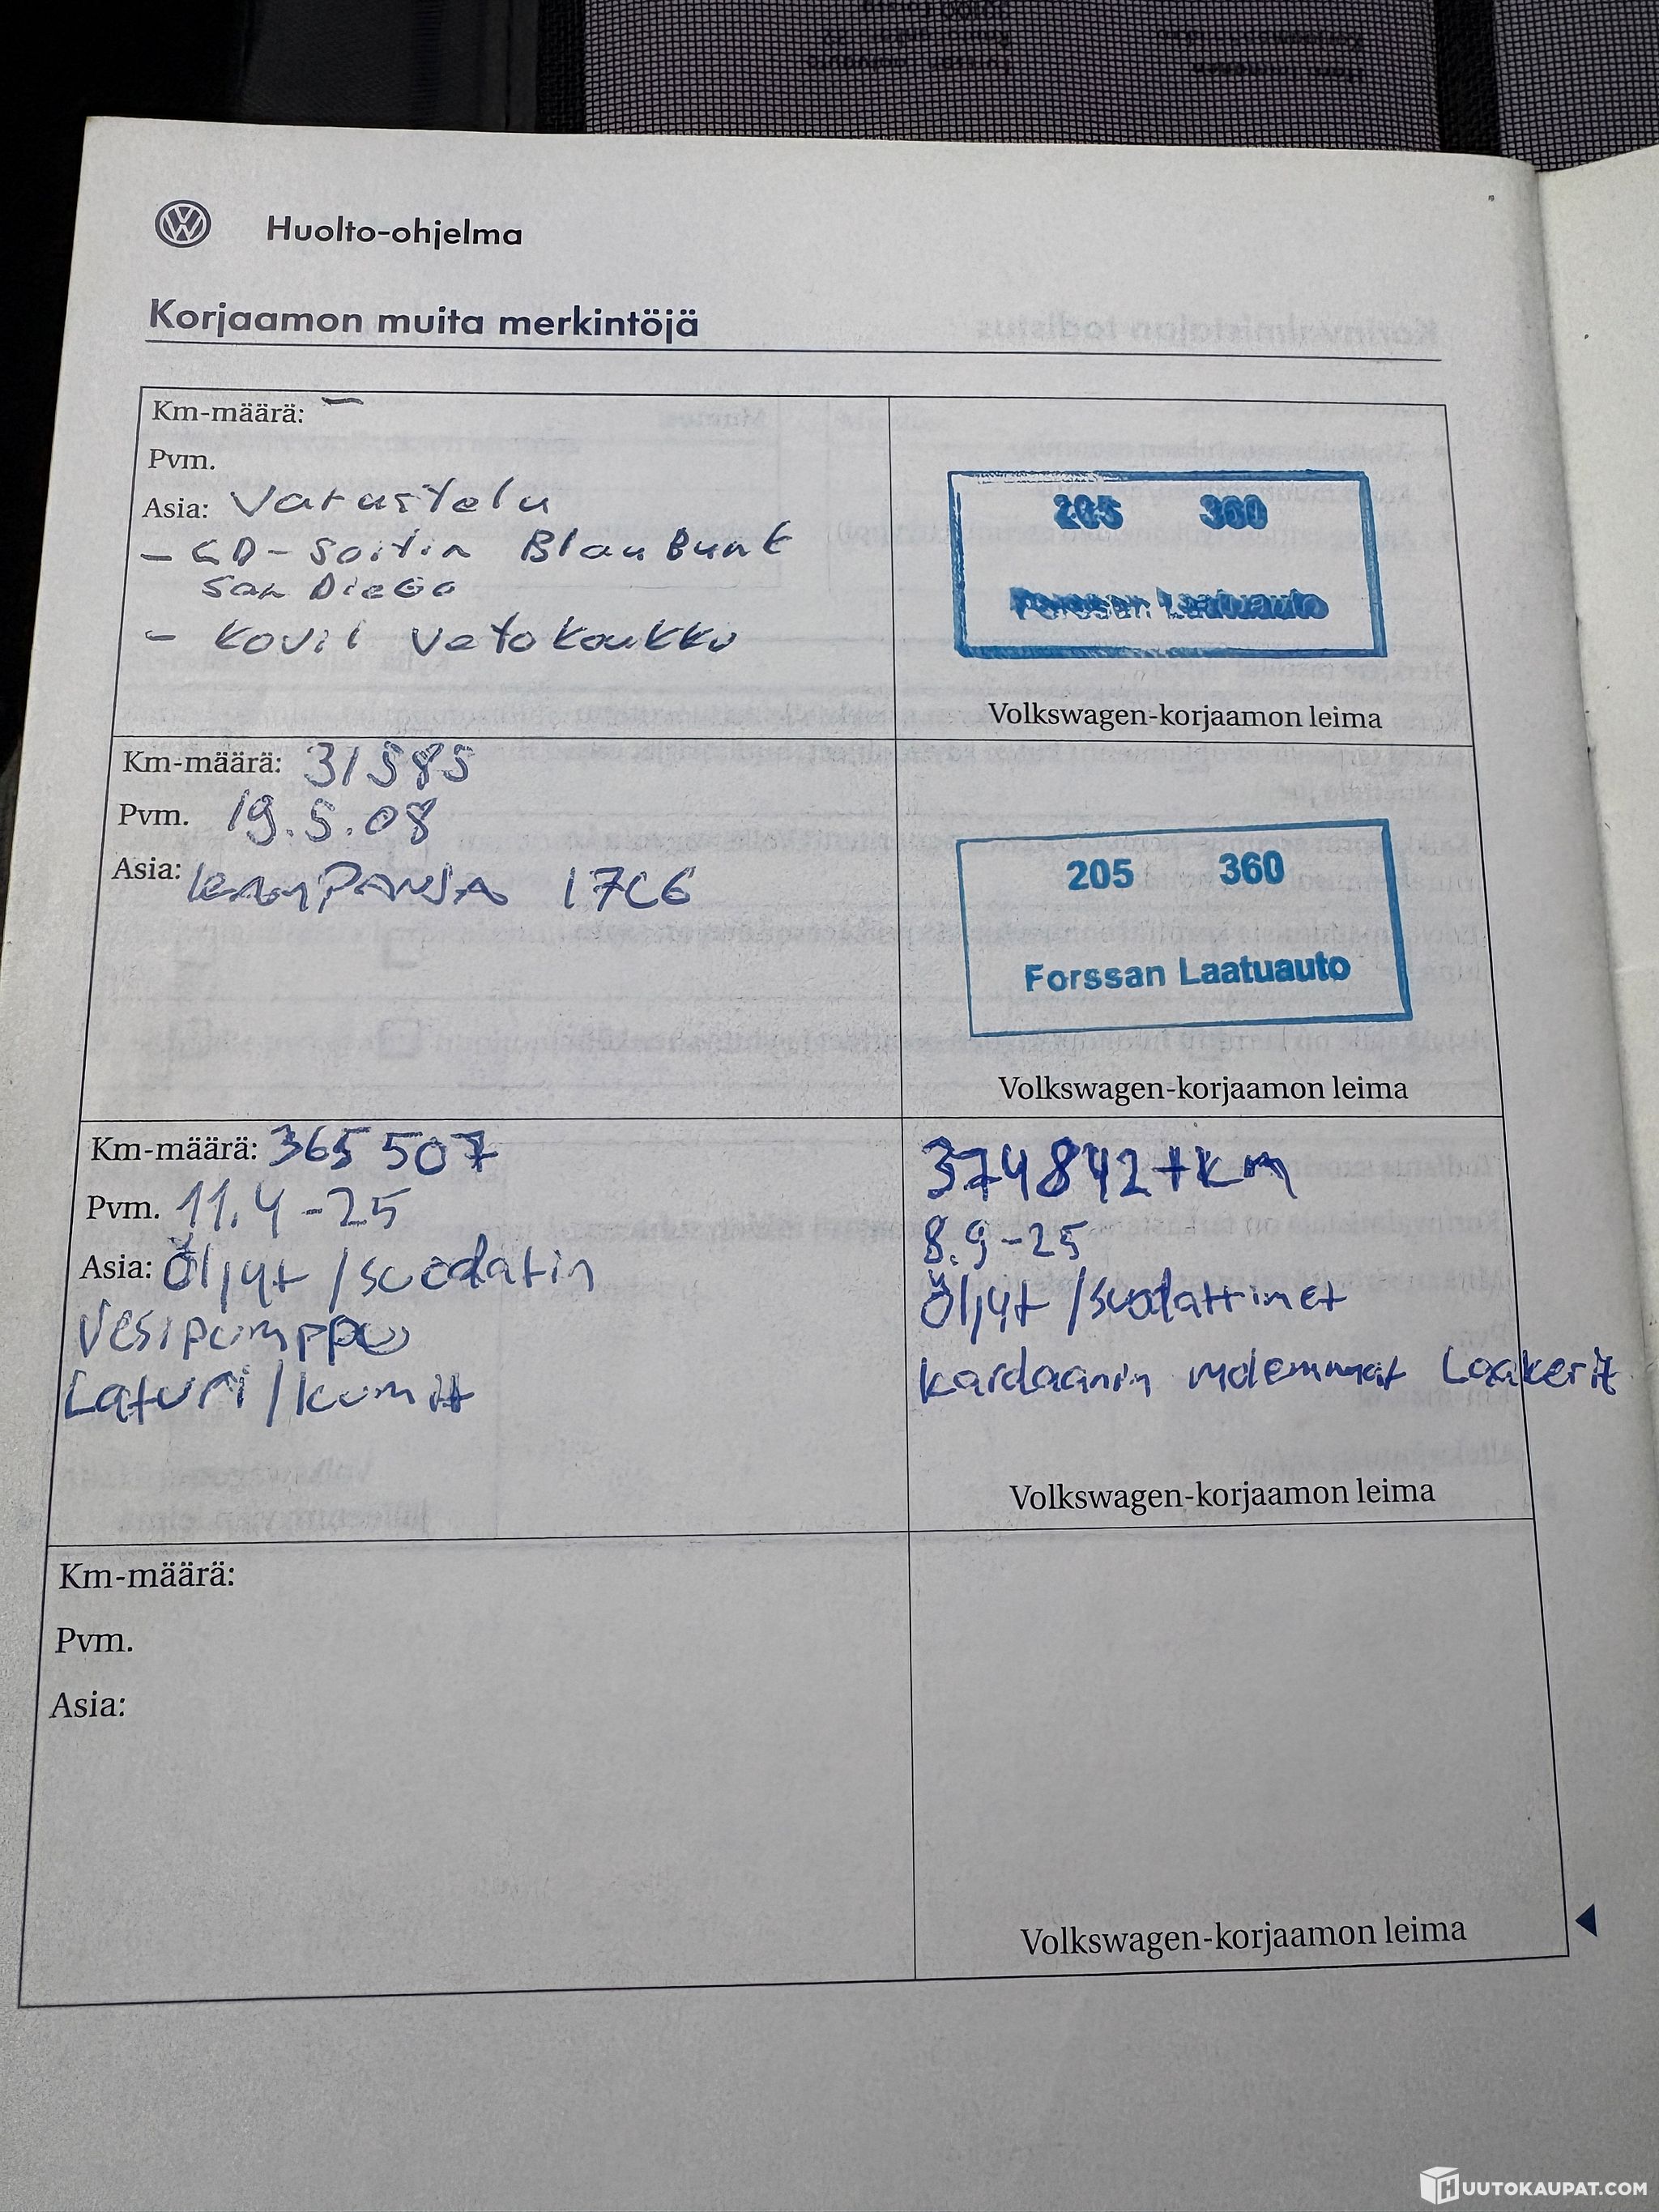 Huolto-ohjelma
Korjaamon muita merkintöjä
Km-määrä: –
Pvm.
Asia: Varustelu
- CD-soitin BlauBunkt
San Diego
- Kovil vetokoukku
205 360
Forssan Laatuauto
Volkswagen-korjaamon leima
Km-määrä: 31585
Pvm. 19.5.08
Asia: kamPANJA 17C6
205 360
Forssan Laatuauto
Volkswagen-korjaamon leima
Km-määrä: 365 507
Pvm. 11.4-25
Asia: Öljyt /suodatin
Vesipumppu
Laturi/kumit
374842+km
8.9-25
Öljyt /suodattimet
kardaanin molemmat Laakerit
Volkswagen-korjaamon leima
Km-määrä:
Pvm.
Asia:
Volkswagen-korjaamon leima
HUUTOKAUPAT.COM